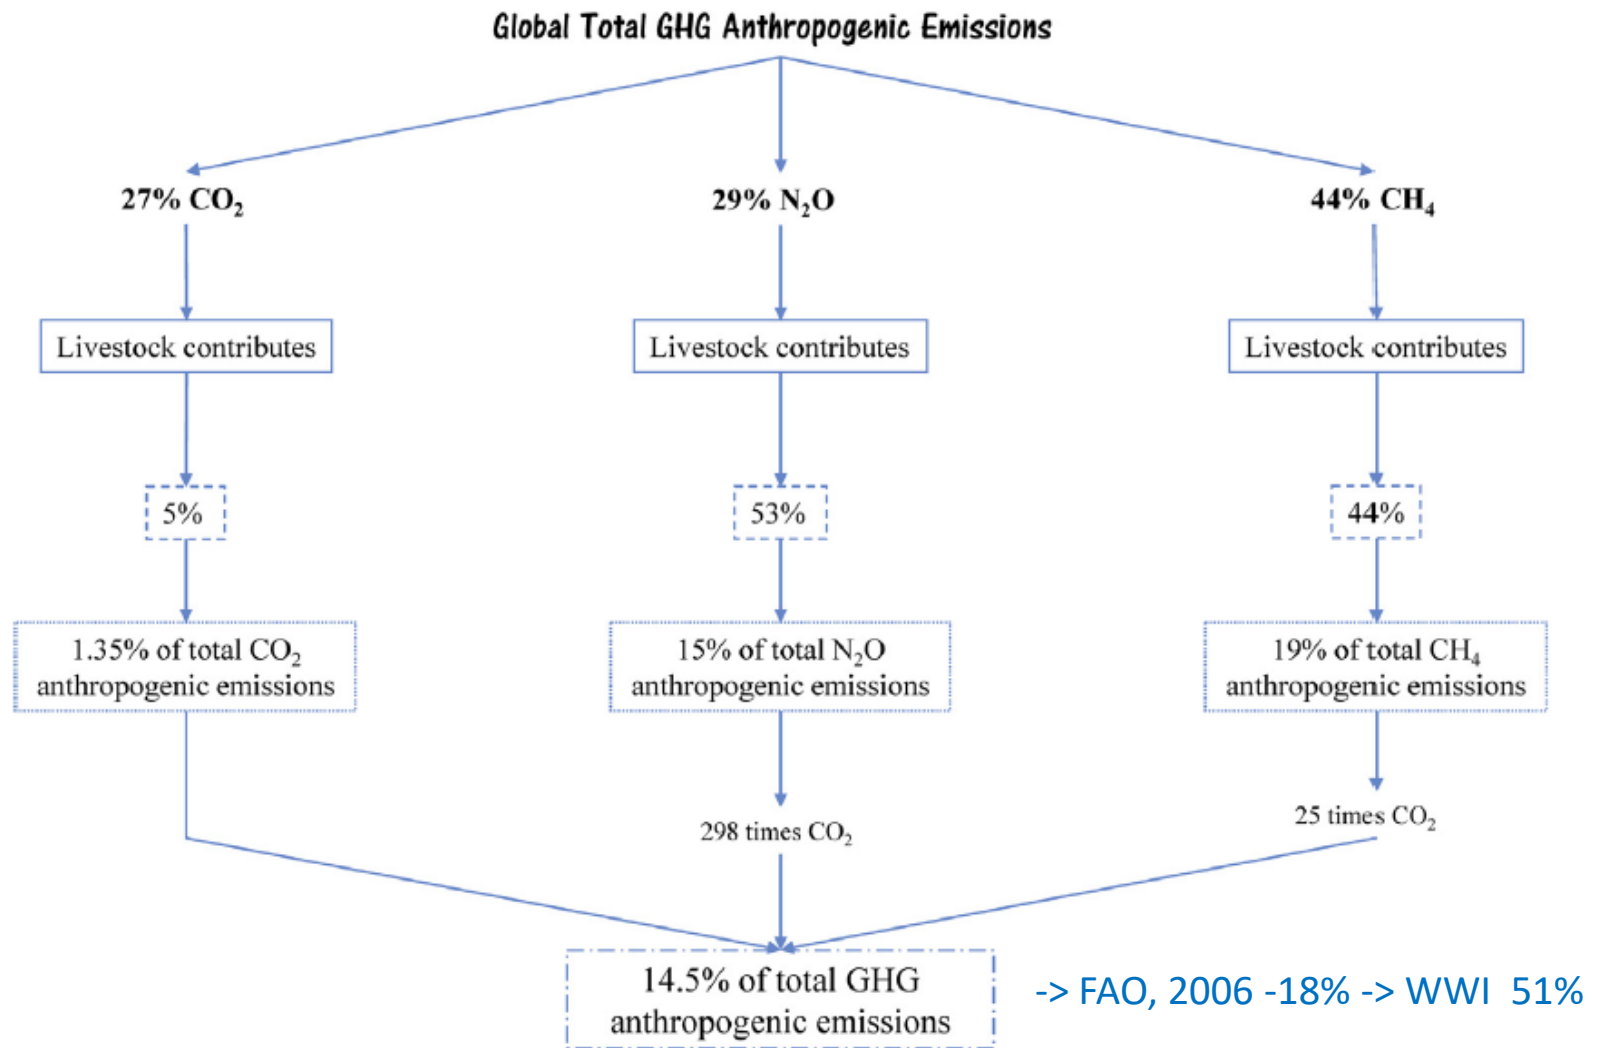 Global Total GHG Anthropogenic Emissions
27% CO₂
29% N₂O
44% CH₄
Livestock contributes
Livestock contributes
Livestock contributes
5%
53%
44%
1.35% of total CO₂
anthropogenic emissions
15% of total N₂O
anthropogenic emissions
19% of total CH₄
anthropogenic emissions
298 times CO₂
25 times CO₂
14.5% of total GHG
anthropogenic emissions
-> FAO, 2006 -18% -> WWI 51%